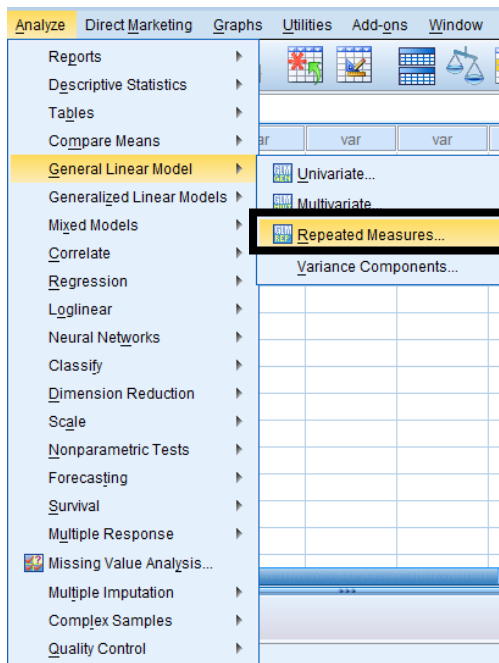 Analyze Direct Marketing Graphs Utilities Add-ons Window
Reports
Descriptive Statistics
Tables
Compare Means
var var var
General Linear Model
Univariate...
Generalized Linear Models
Multivariate...
Mixed Models
Repeated Measures...
Correlate
Variance Components...
Regression
Loglinear
Neural Networks
Classify
Dimension Reduction
Scale
Nonparametric Tests
Forecasting
Survival
Multiple Response
Missing Value Analysis...
Multiple Imputation
Complex Samples
Quality Control